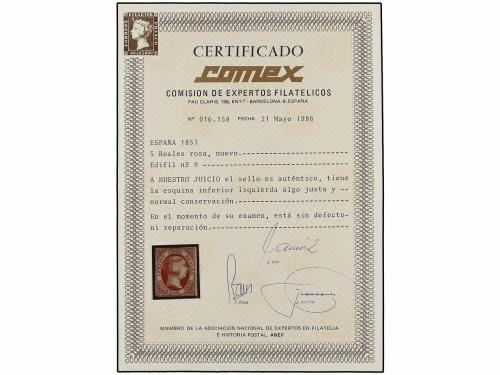 CERTIFICADO
comex
COMISION DE EXPERTOS FILATELICOS
PAU CLARIS, 106, ENT.º - BARCELONA-9. ESPAÑA
Nº 016.158 FECHA 21 Mayo 1986
ESPAÑA 1851
5 Reales rosa, nuevo.
Edifil nº 9
A NUESTRO JUICIO el sello es auténtico, tiene
la esquina inferior izquierda algo justa y --
normal conservación.
En el momento de su examen, está sin defecto-
ni reparación.
MIEMBRO DE LA ASOCIACION NACIONAL DE EXPERTOS EN FILATELIA
E HISTORIA POSTAL. ANEF